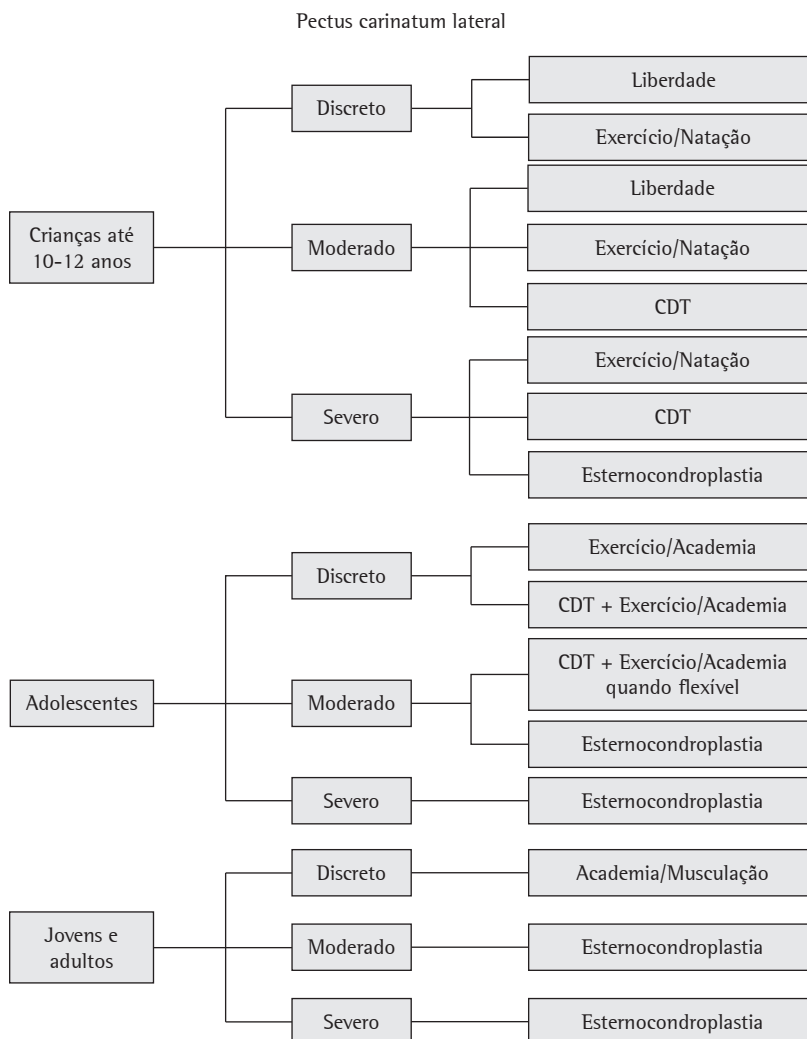 Pectus carinatum lateral
Crianças até
10-12 anos
Discreto
Liberdade
Exercício/Natação
Moderado
Liberdade
Exercício/Natação
CDT
Severo
Exercício/Natação
CDT
Esternocondroplastia
Adolescentes
Discreto
Exercício/Academia
CDT + Exercício/Academia
Moderado
CDT + Exercício/Academia
quando flexível
Esternocondroplastia
Severo
Esternocondroplastia
Jovens e
adultos
Discreto
Academia/Musculação
Moderado
Esternocondroplastia
Severo
Esternocondroplastia